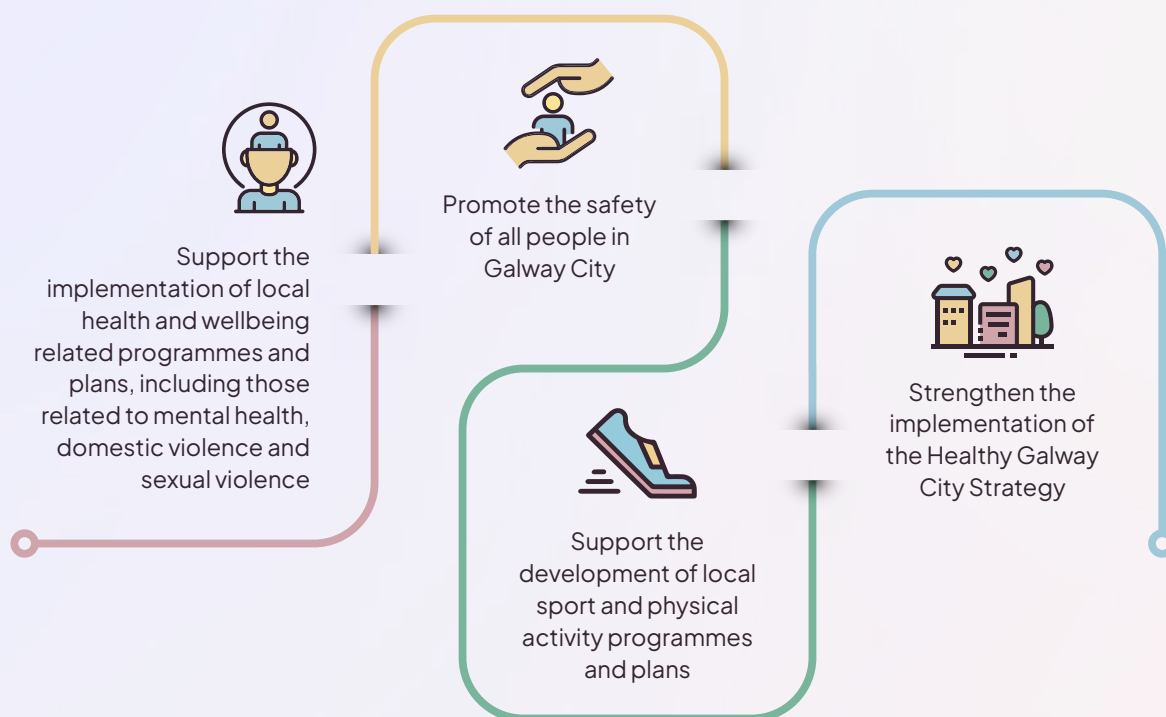 Support the
implementation of local
health and wellbeing
related programmes and
plans, including those
related to mental health,
domestic violence and
sexual violence
Promote the safety
of all people in
Galway City
Support the
development of local
sport and physical
activity programmes
and plans
Strengthen the
implementation of
the Healthy Galway
City Strategy